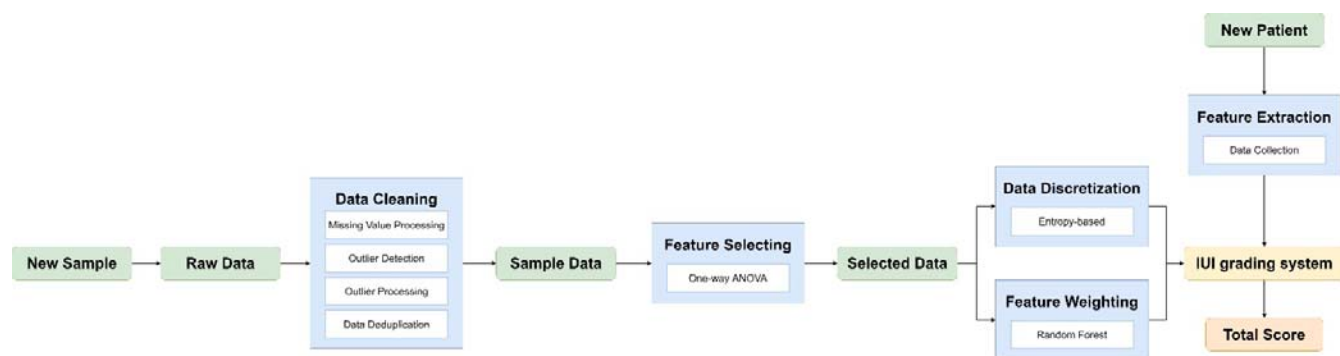 New Patient
Feature Extraction
Data Collection
New Sample
Raw Data
Data Cleaning
Missing Value Processing
Outlier Detection
Outlier Processing
Data Deduplication
Sample Data
Feature Selecting
One-way ANOVA
Selected Data
Data Discretization
Entropy-based
Feature Weighting
Random Forest
IUI grading system
Total Score